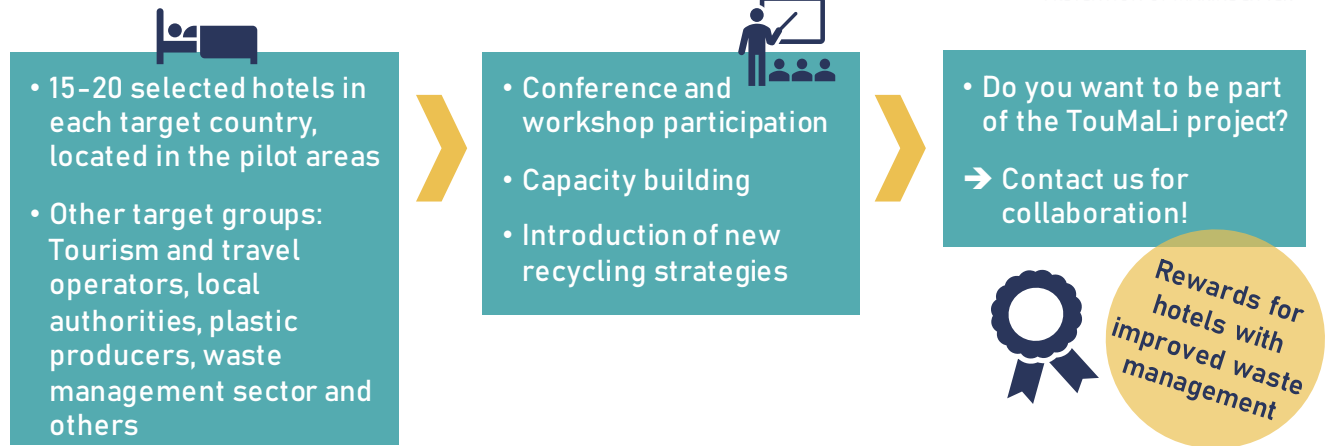 • 15-20 selected hotels in
each target country,
located in the pilot areas
• Other target groups:
Tourism and travel
operators, local
authorities, plastic
producers, waste
management sector and
others
• Conference and
workshop participation
• Capacity building
• Introduction of new
recycling strategies
• Do you want to be part
of the TouMaLi project?
➔ Contact us for
collaboration!
Rewards for
hotels with
improved waste
management